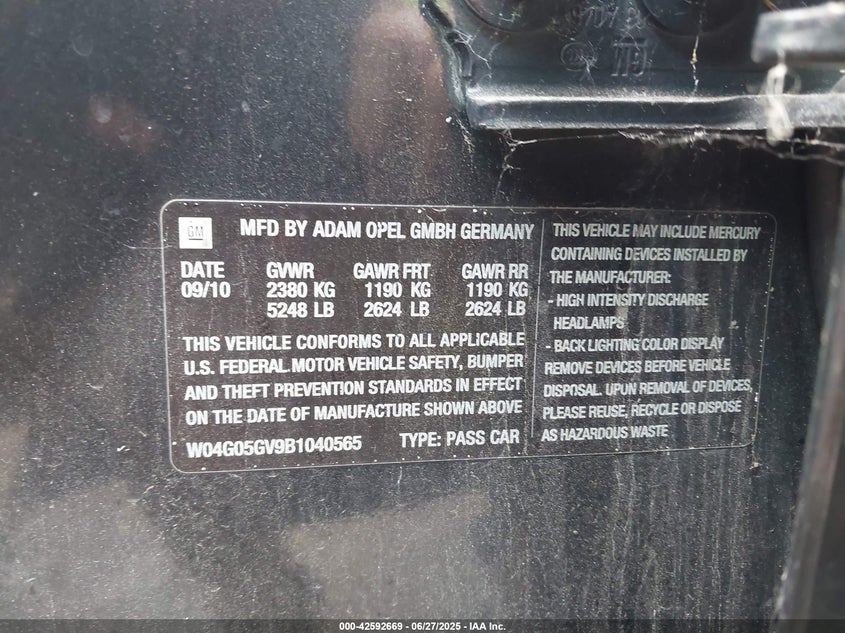 GM
MFD BY ADAM OPEL GMBH GERMANY
DATE GVWR GAWR FRT GAWR RR
09/10 2380 KG 1190 KG 1190 KG
5248 LB 2624 LB 2624 LB
THIS VEHICLE CONFORMS TO ALL APPLICABLE
U.S. FEDERAL MOTOR VEHICLE SAFETY, BUMPER
AND THEFT PREVENTION STANDARDS IN EFFECT
ON THE DATE OF MANUFACTURE SHOWN ABOVE
W04G05GV9B1040565 TYPE: PASS CAR
THIS VEHICLE MAY INCLUDE MERCURY
CONTAINING DEVICES INSTALLED BY
THE MANUFACTURER:
- HIGH INTENSITY DISCHARGE
HEADLAMPS
- BACK LIGHTING COLOR DISPLAY
REMOVE DEVICES BEFORE VEHICLE
DISPOSAL. UPUN REMOVAL OF DEVICES,
PLEASE REUSE, RECYCLE OR DISPOSE
AS HAZARDOUS WASTE
000-42592669 - 06/27/2025 - IAA Inc.